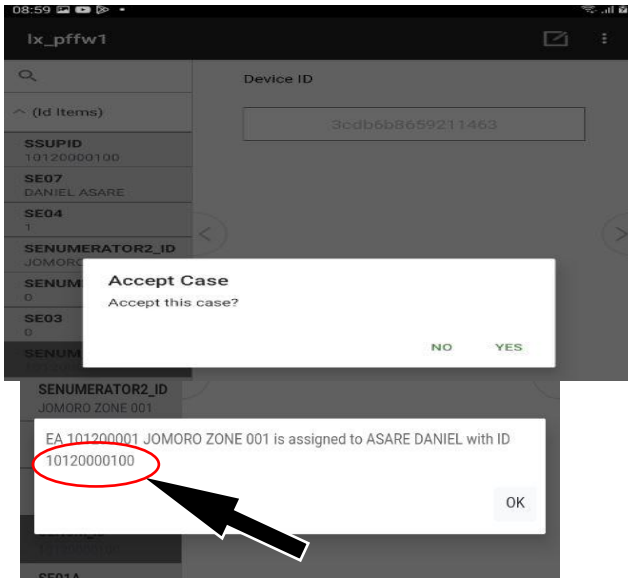 08:59
lx_pffw1
Device ID
(Id Items)
3cdb6b8659211463
SSUPID
10120000100
SE07
DANIEL ASARE
SE04
1
SENUMERATOR2_ID
JOMORO
SENUM
0
Accept Case
Accept this case?
SE03
0
NO YES
SENUM
SENUMERATOR2_ID
JOMORO ZONE 001
EA 101200001 JOMORO ZONE 001 is assigned to ASARE DANIEL with ID
10120000100
OK
SE01A